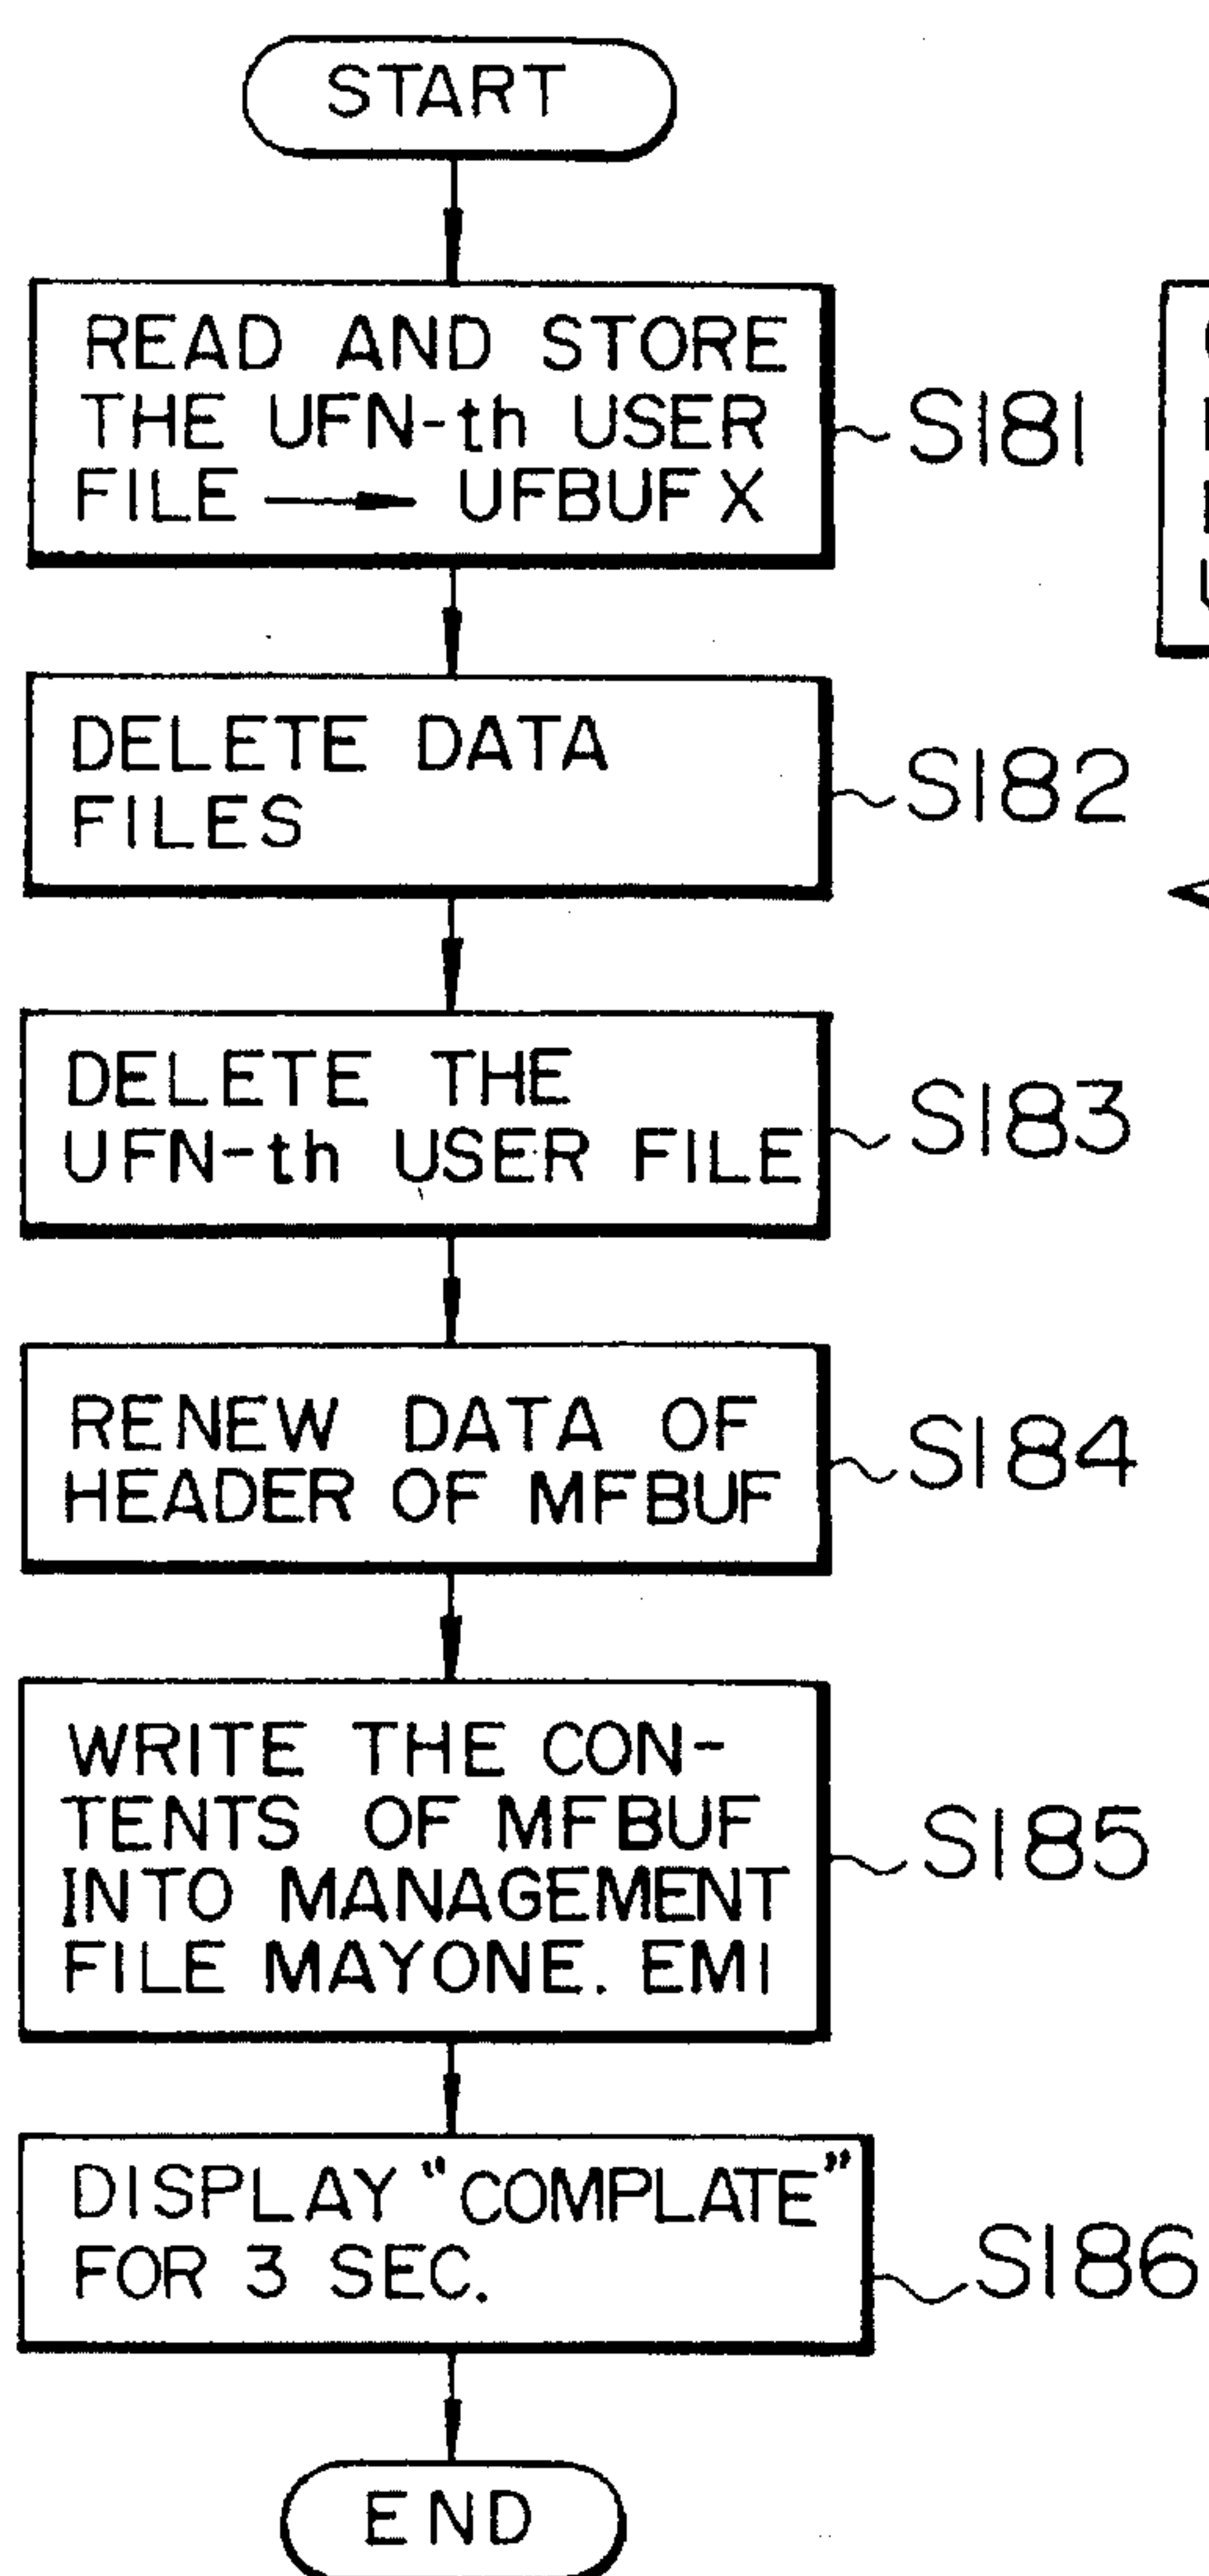 START
READ AND STORE
THE UFN-th USER
FILE → UFBUFX
S181
DELETE DATA
FILES
S182
DELETE THE
UFN-th USER FILE
S183
RENEW DATA OF
HEADER OF MFBUF
S184
WRITE THE CON-
TENTS OF MFBUF
INTO MANAGEMENT
FILE MAYONE. EMI
S185
DISPLAY "COMPLATE"
FOR 3 SEC.
S186
END